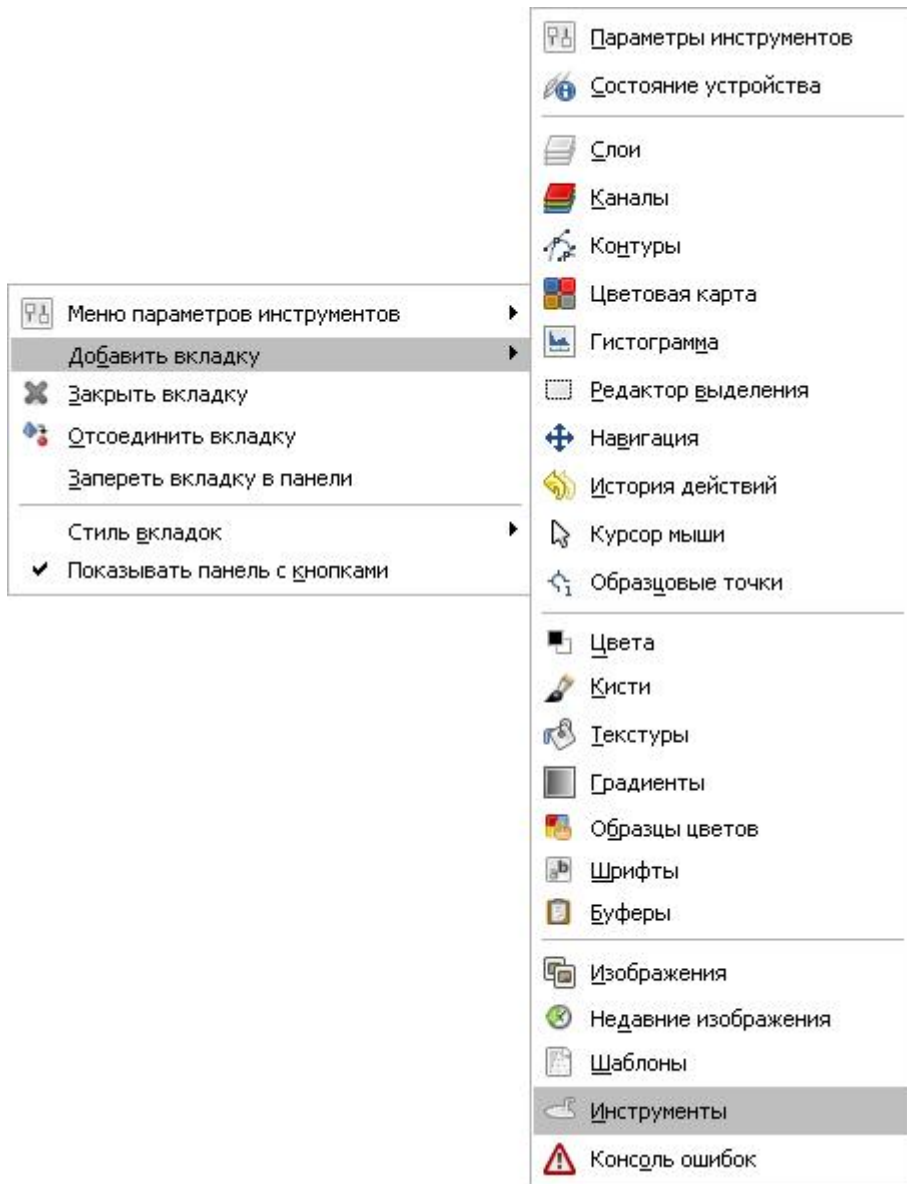 Меню параметров инструментов
Добавить вкладку
Закрыть вкладку
Отсоединить вкладку
Запереть вкладку в панели
Стиль вкладок
Показывать панель с кнопками
Параметры инструментов
Состояние устройства
Слои
Каналы
Контуры
Цветовая карта
Гистограмма
Редактор выделения
Навигация
История действий
Курсор мыши
Образцовые точки
Цвета
Кисти
Текстуры
Градиенты
Образцы цветов
Шрифты
Буферы
Изображения
Недавние изображения
Шаблоны
Инструменты
Консоль ошибок